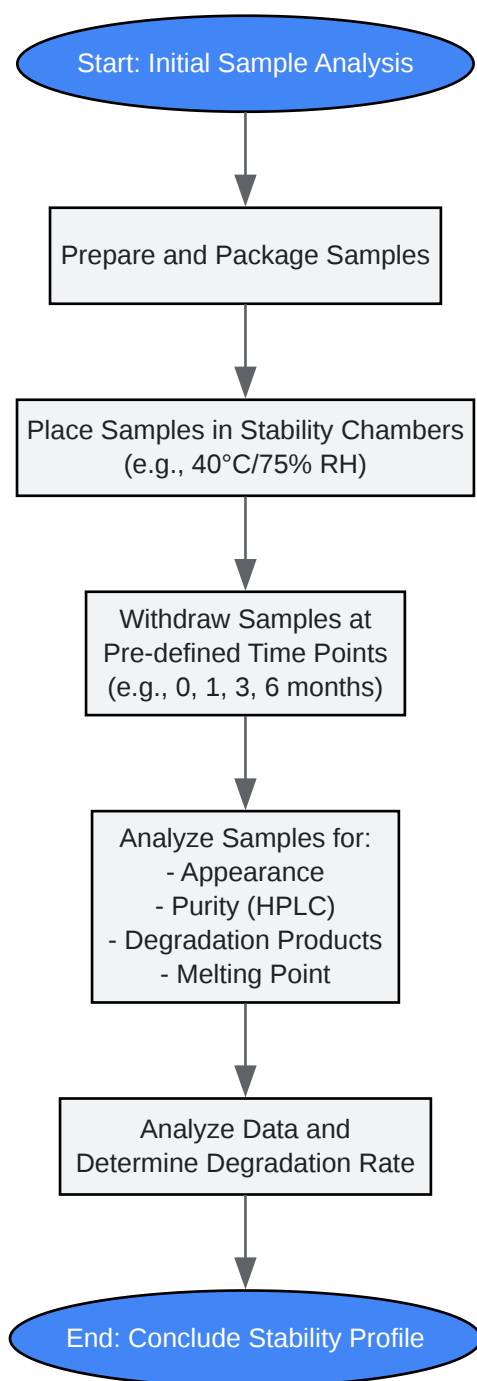 Start: Initial Sample Analysis
Prepare and Package Samples
Place Samples in Stability Chambers
(e.g., 40°C/75% RH)
Withdraw Samples at
Pre-defined Time Points
(e.g., 0, 1, 3, 6 months)
Analyze Samples for:
- Appearance
- Purity (HPLC)
- Degradation Products
- Melting Point
Analyze Data and
Determine Degradation Rate
End: Conclude Stability Profile